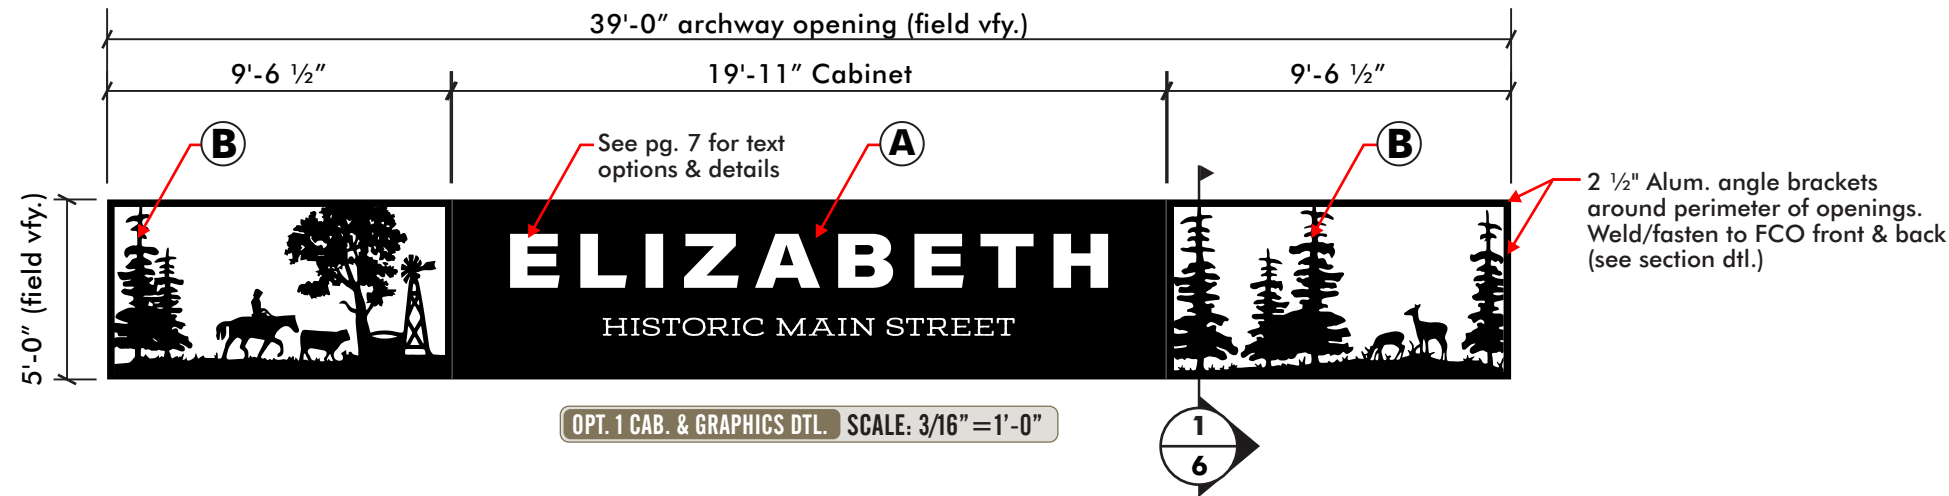 39'-0” archway opening (field vfy.)
9'-6 ½”
19'-11” Cabinet
9'-6 ½”
B
See pg. 7 for text
options & details
A
B
2 ½" Alum. angle brackets
around perimeter of openings.
Weld/fasten to FCO front & back
(see section dtl.)
5'-0” (field vfy.)
ELIZABETH
HISTORIC MAIN STREET
OPT. 1 CAB. & GRAPHICS DTL. SCALE: 3/16”=1'-0”
1
6